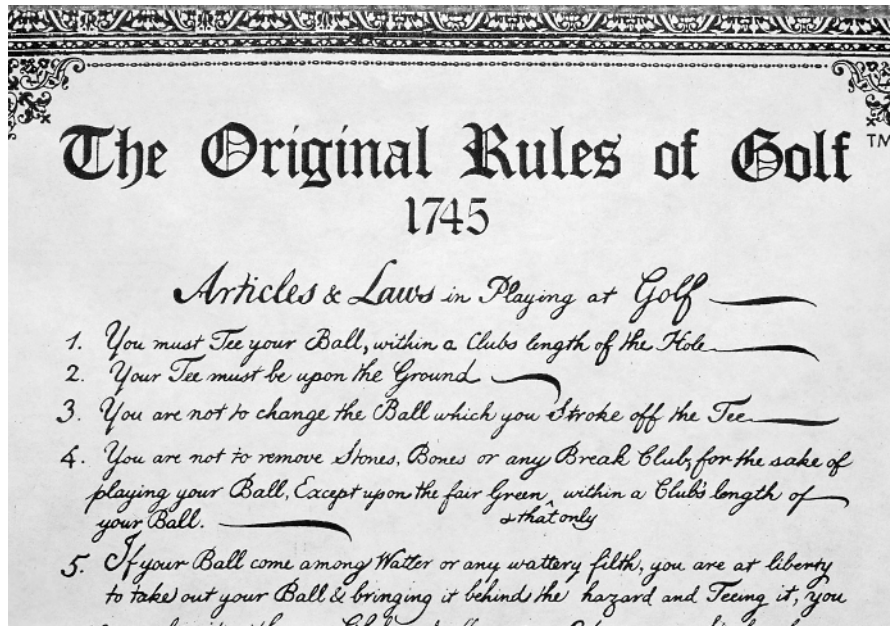 The Original Rules of Golf TM
1745
Articles & Laws in Playing at Golf
1. You must Tee your Ball, within a Clubs length of the Hole
2. Your Tee must be upon the Ground
3. You are not to change the Ball which you Stroke off the Tee
4. You are not to remove Stones, Bones or any Break Club, for the sake of
playing your Ball, Except upon the fair Green ^ within a Club's length of
your Ball. & that only
5. If your Ball come among Watter or any wattery filth, you are at liberty
to take out your Ball & bringing it behind the hazard and Teeing it, you